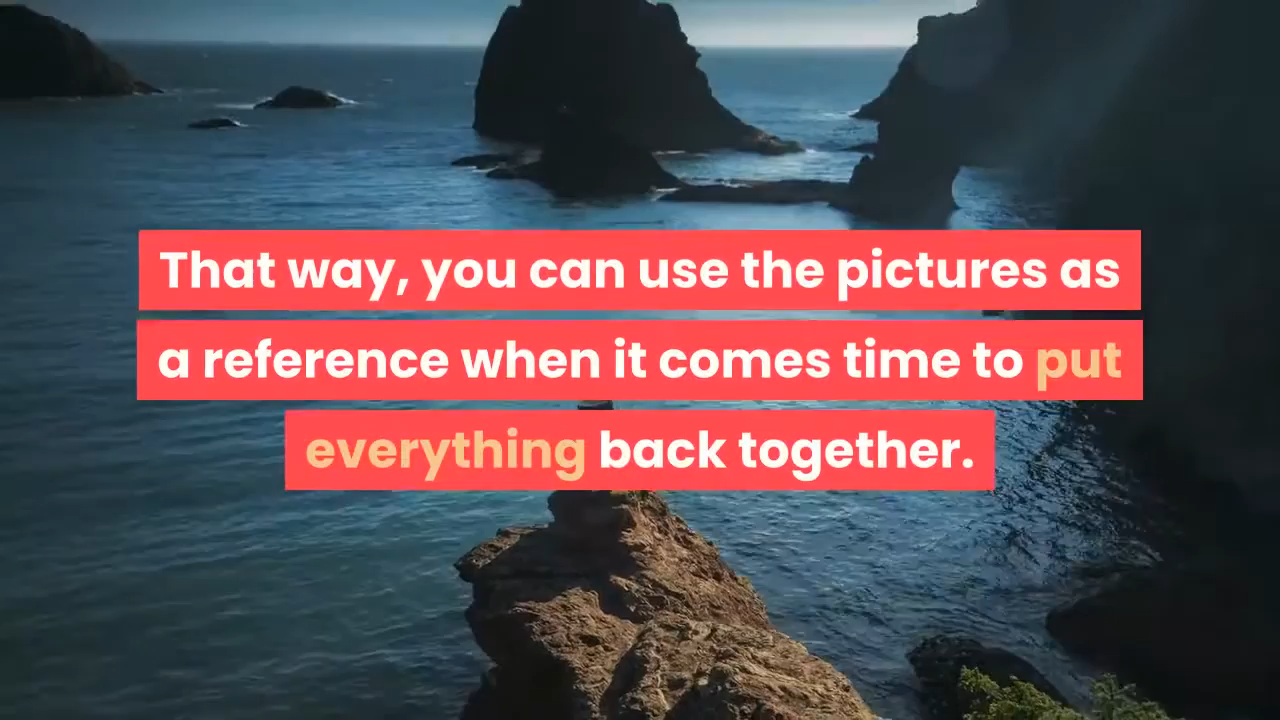 That way, you can use the pictures as
a reference when it comes time to put
everything back together.